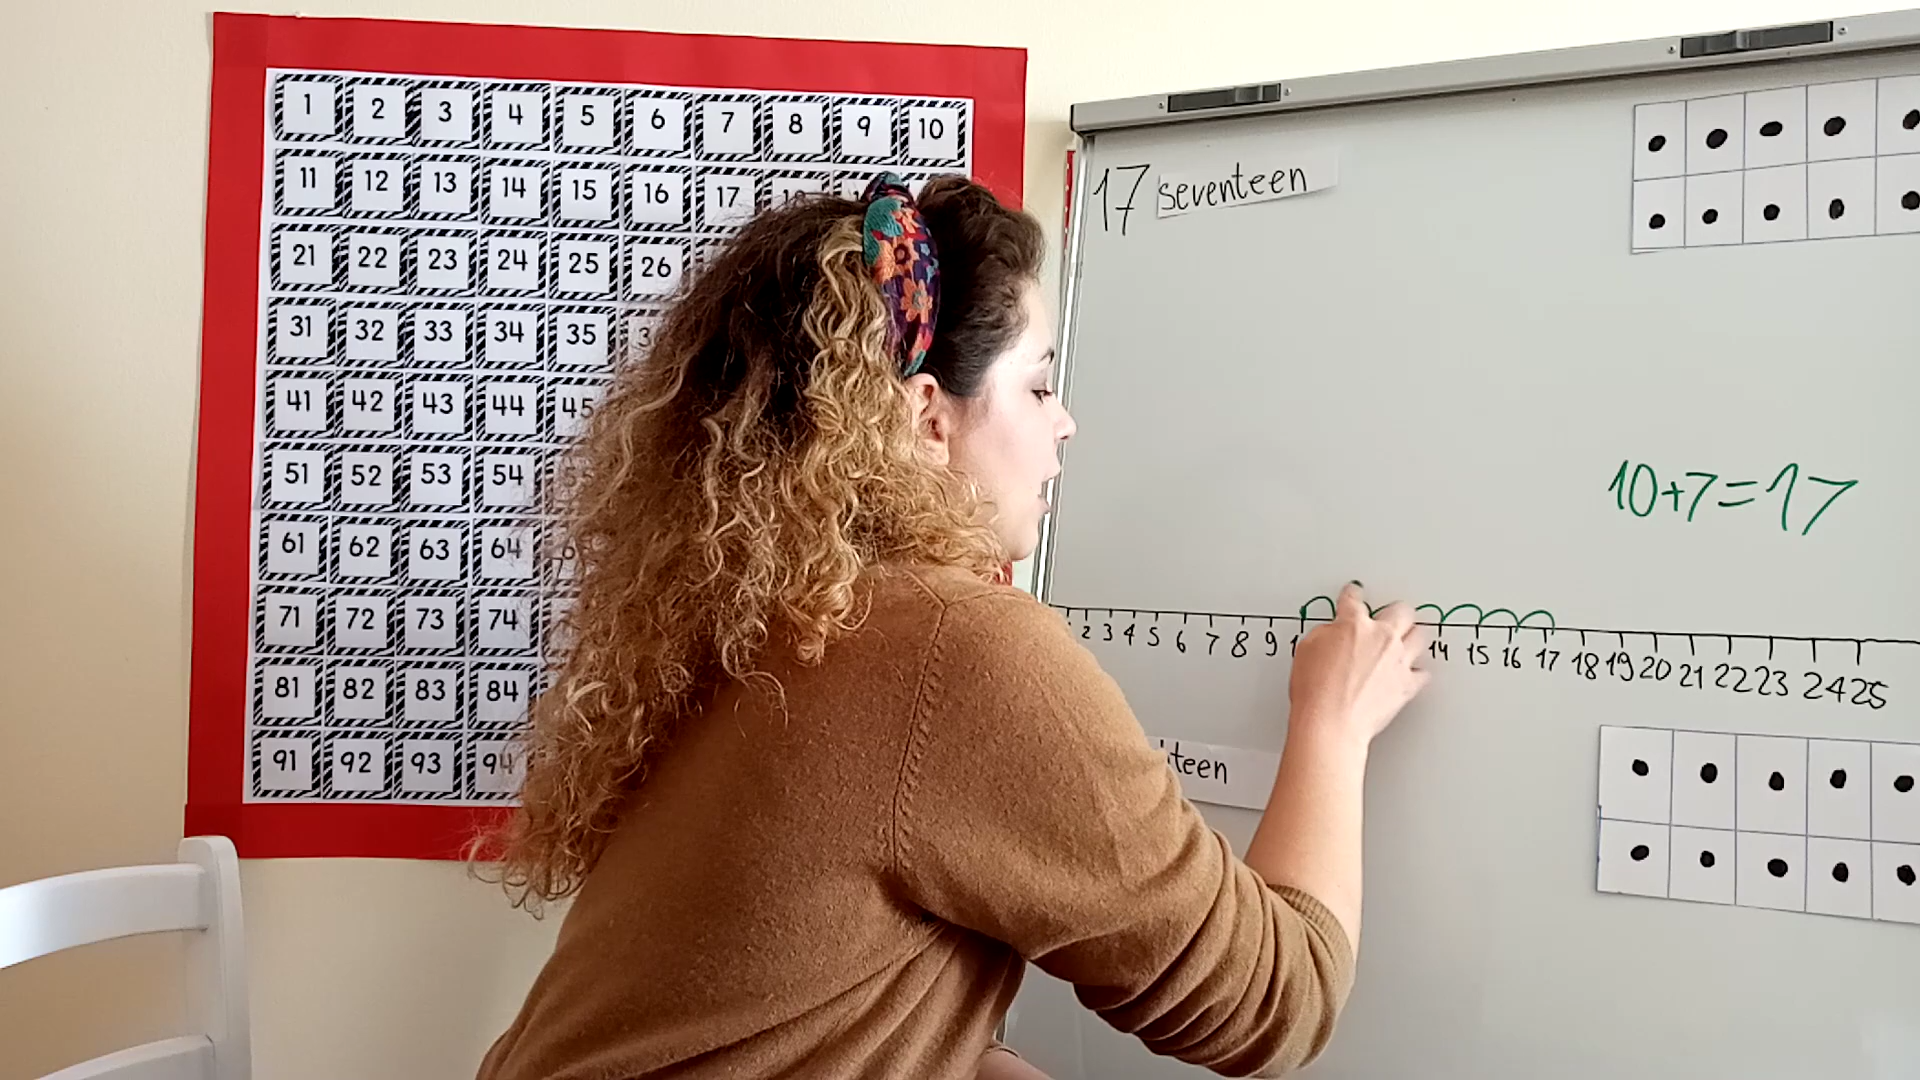 1 2 3 4 5 6 7 8 9 10
11 12 13 14 15 16 17
21 22 23 24 25 26
31 32 33 34 35
41 42 43 44 45
51 52 53 54
61 62 63 64
71 72 73 74
81 82 83 84
91 92 93 94
17 seventeen
10+7=17
2 3 4 5 6 7 8 9 14 15 16 17 18 19 20 21 22 23 24 25